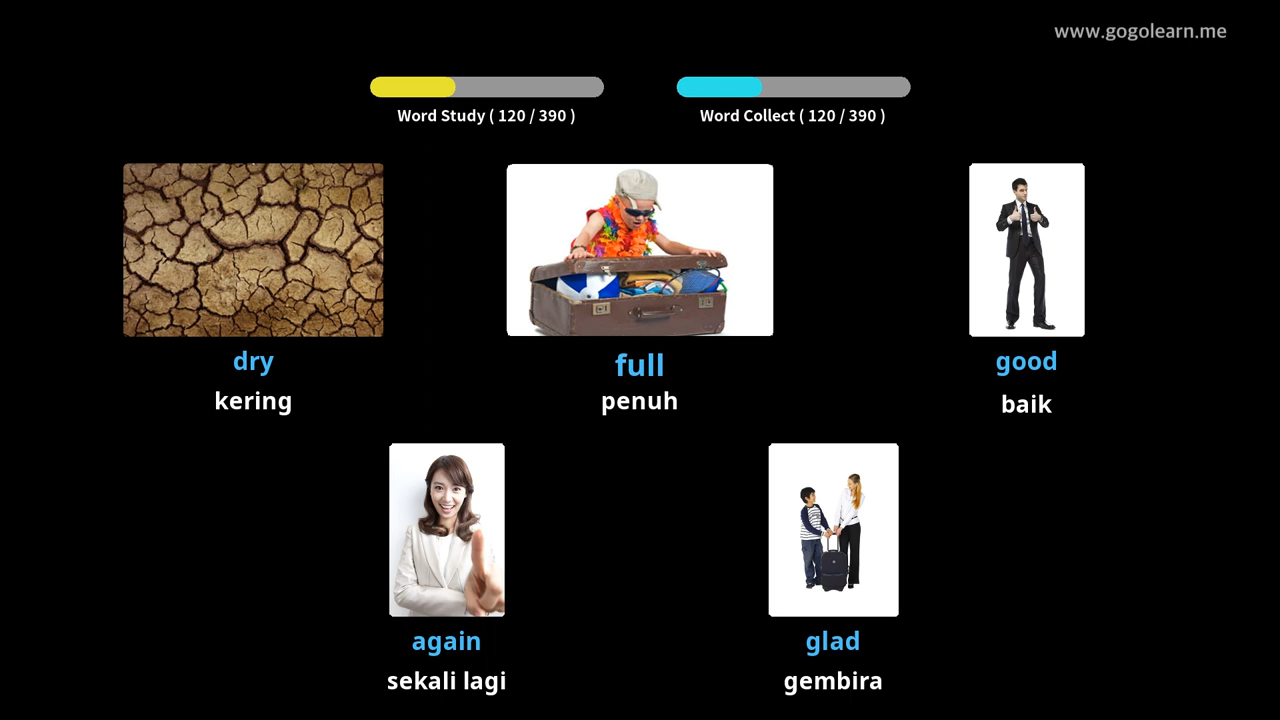 www.gogolearn.me
Word Study ( 120 / 390 )
Word Collect ( 120 / 390 )
dry
kering
full
penuh
good
baik
again
sekali lagi
glad
gembira